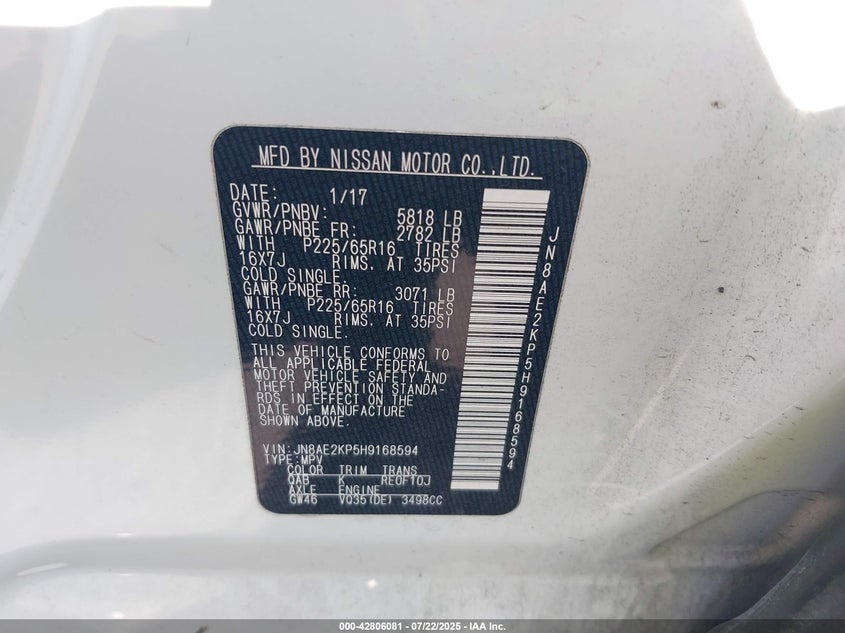 MFD BY NISSAN MOTOR CO.,LTD.
DATE: 1/17
GVWR/PNBV: 5818 LB
GAWR/PNBE FR: 2782 LB
WITH P225/65R16 TIRES
16X7J RIMS. AT 35PSI
COLD SINGLE.
GAWR/PNBE RR: 3071 LB
WITH P225/65R16 TIRES
16X7J RIMS. AT 35PSI
COLD SINGLE.
THIS VEHICLE CONFORMS TO
ALL APPLICABLE FEDERAL
MOTOR VEHICLE SAFETY AND
THEFT PREVENTION STANDA-
RDS IN EFFECT ON THE
DATE OF MANUFACTURE
SHOWN ABOVE.
VIN:JN8AE2KP5H9168594
TYPE:MPV
COLOR TRIM TRANS
QAB K RE0F10J
AXLE ENGINE
GW46 VQ35(DE) 3498CC
JN8AE2KP5H9168594
000-42806081 - 07/22/2025 - IAA Inc.